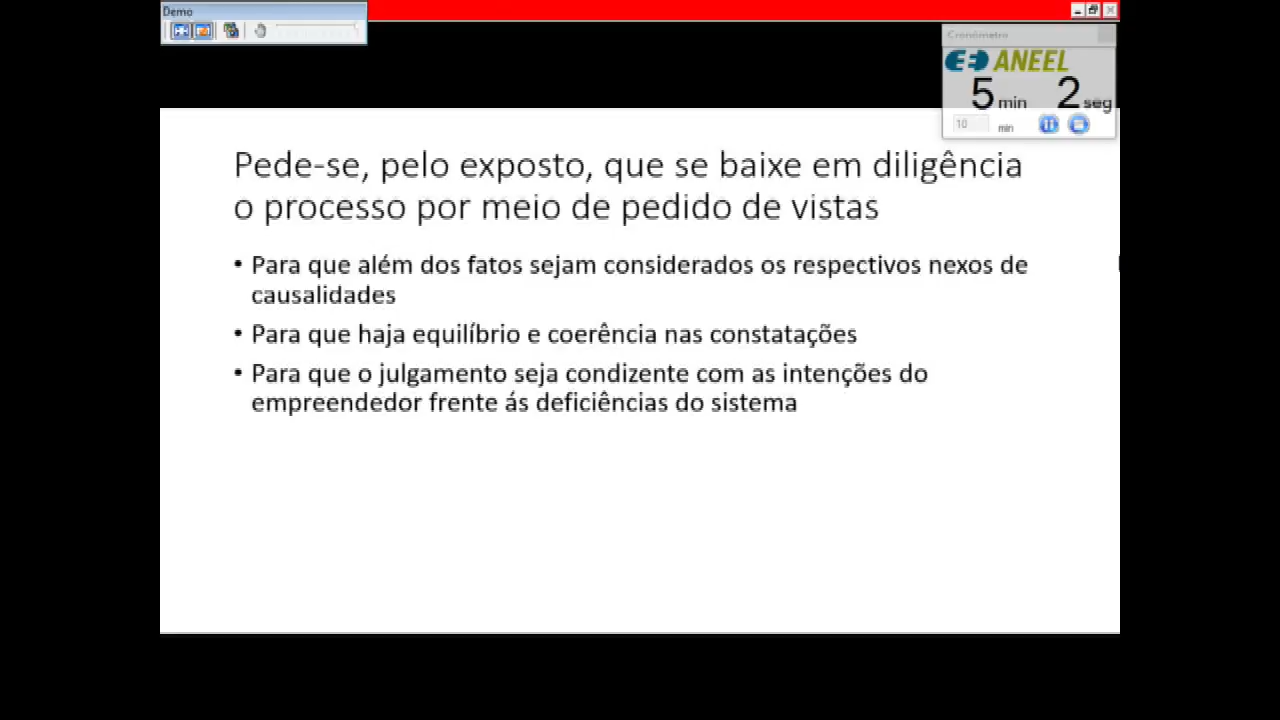 Demo
Cronômetro
ANEEL
5 min 2 seg
10 min
Pede-se, pelo exposto, que se baixe em diligência
o processo por meio de pedido de vistas
• Para que além dos fatos sejam considerados os respectivos nexos de
causalidades
• Para que haja equilíbrio e coerência nas constatações
• Para que o julgamento seja condizente com as intenções do
empreendedor frente ás deficiências do sistema